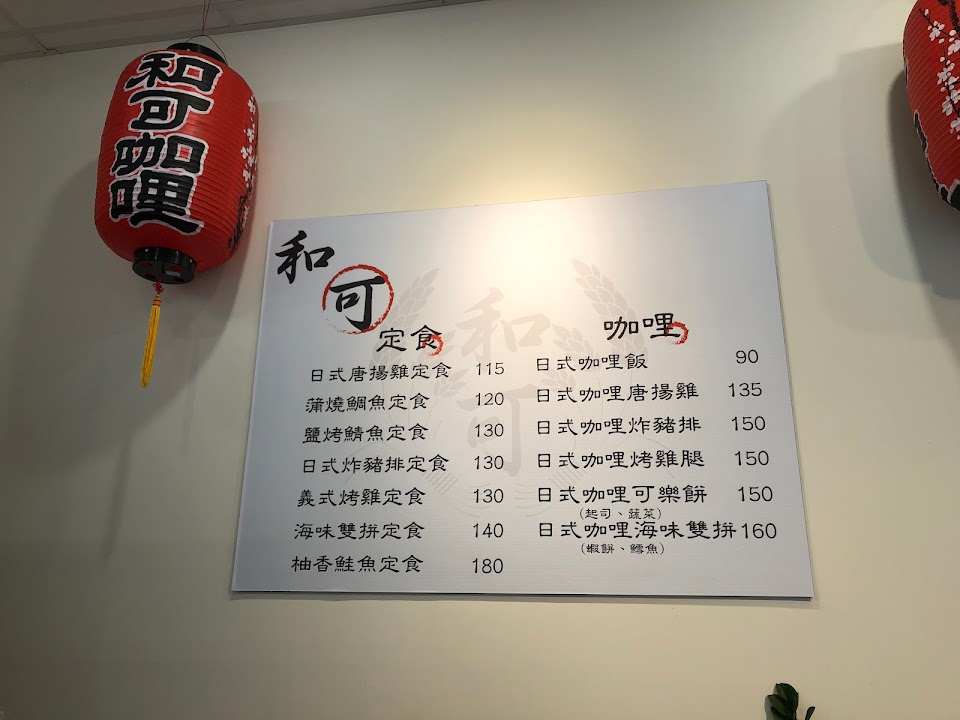 和可咖哩
和可
定食
日式唐揚雞定食 115
蒲燒鯛魚定食 120
鹽烤鯖魚定食 130
日式炸豬排定食 130
義式烤雞定食 130
海味雙拼定食 140
柚香鮭魚定食 180
咖哩
日式咖哩飯 90
日式咖哩唐揚雞 135
日式咖哩炸豬排 150
日式咖哩烤雞腿 150
日式咖哩可樂餅 150
(起司、蔬菜)
日式咖哩海味雙拼 160
(蝦餅、鱈魚)
和可